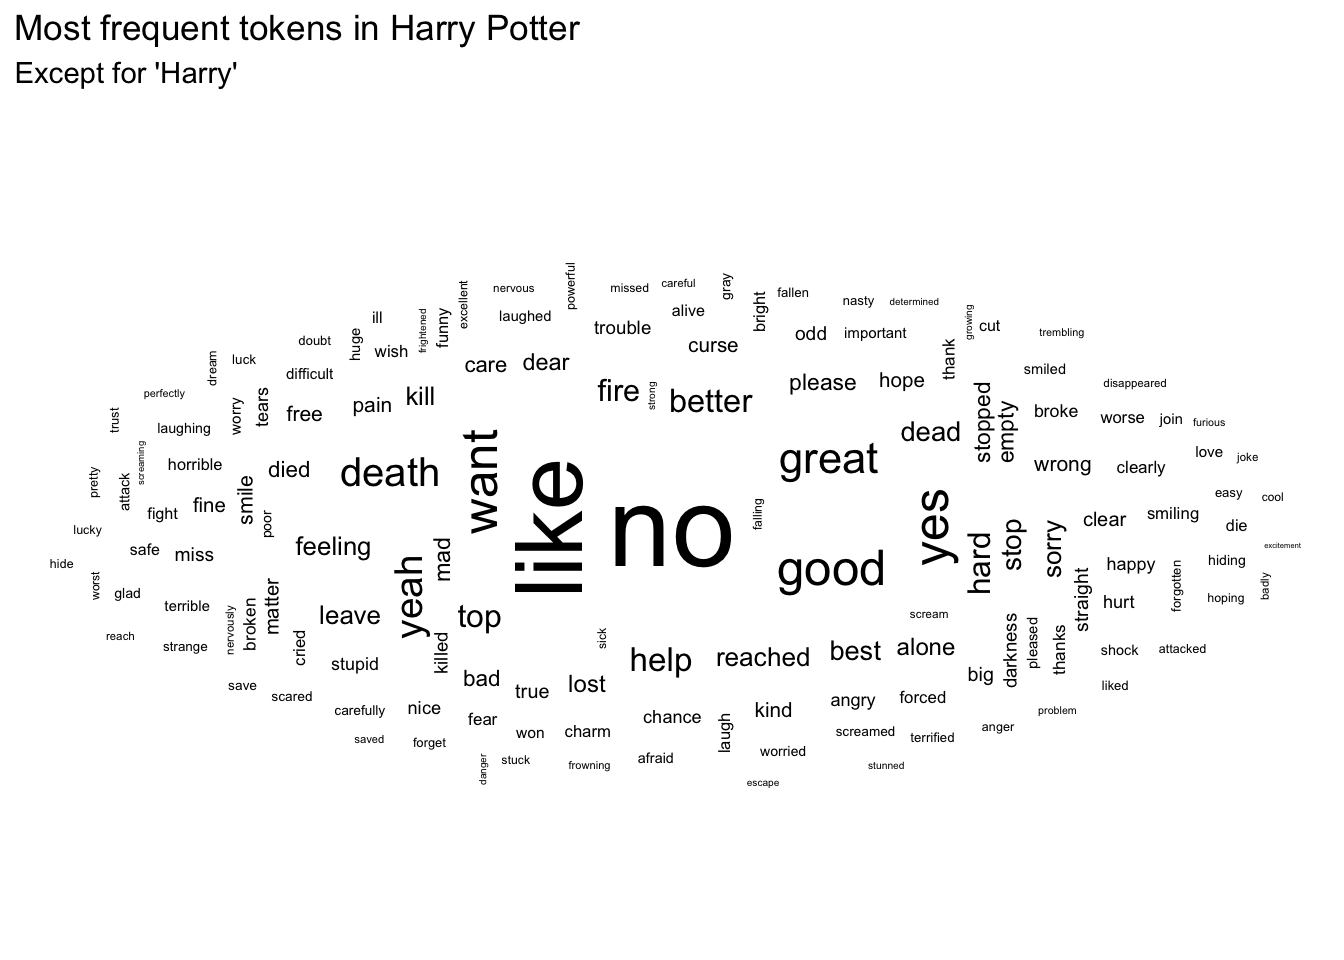 Most frequent tokens in Harry Potter
Except for 'Harry'
powerful
excellent
nervous
missed
careful
gray
bright
fallen
nasty
determined
growing
cut
trembling
ill
frightened
funny
laughed
trouble
alive
odd
important
doubt
huge
wish
curse
thank
smiled
dream
luck
difficult
care
dear
please
hope
disappeared
perfectly
worry
tears
free
pain
kill
fire
strong
better
stopped
empty
broke
worse
join
furious
trust
laughing
dead
screaming
horrible
died
death
want
like
great
wrong
clearly
love
joke
pretty
attack
fight
fine
smile
poor
no
falling
yes
easy
cool
lucky
clear
smiling
die
safe
miss
feeling
yeah
mad
good
hard
stop
sorry
excitement
hide
worst
glad
terrible
matter
straight
happy
hiding
forgotten
hurt
hoping
badly
nervously
broken
leave
top
scream
reach
strange
cried
stupid
killed
sick
help
reached
best
alone
darkness
pleased
thanks
shock
attacked
bad
true
lost
big
liked
save
scared
carefully
nice
fear
chance
kind
angry
forced
problem
saved
forget
won
charm
laugh
worried
screamed
terrified
anger
danger
stuck
frowning
afraid
escape
stunned